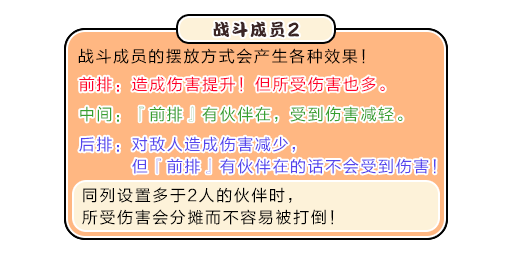 战斗成员2
战斗成员的摆放方式会产生各种效果！
前排；造成伤害提升！但所受伤害也多。
中间；『前排』有伙伴在，受到伤害减轻。
后排；对敌人造成伤害减少，
但『前排』有伙伴在的话不会受到伤害！
同列设置多于2人的伙伴时，
所受伤害会分摊而不容易被打倒！